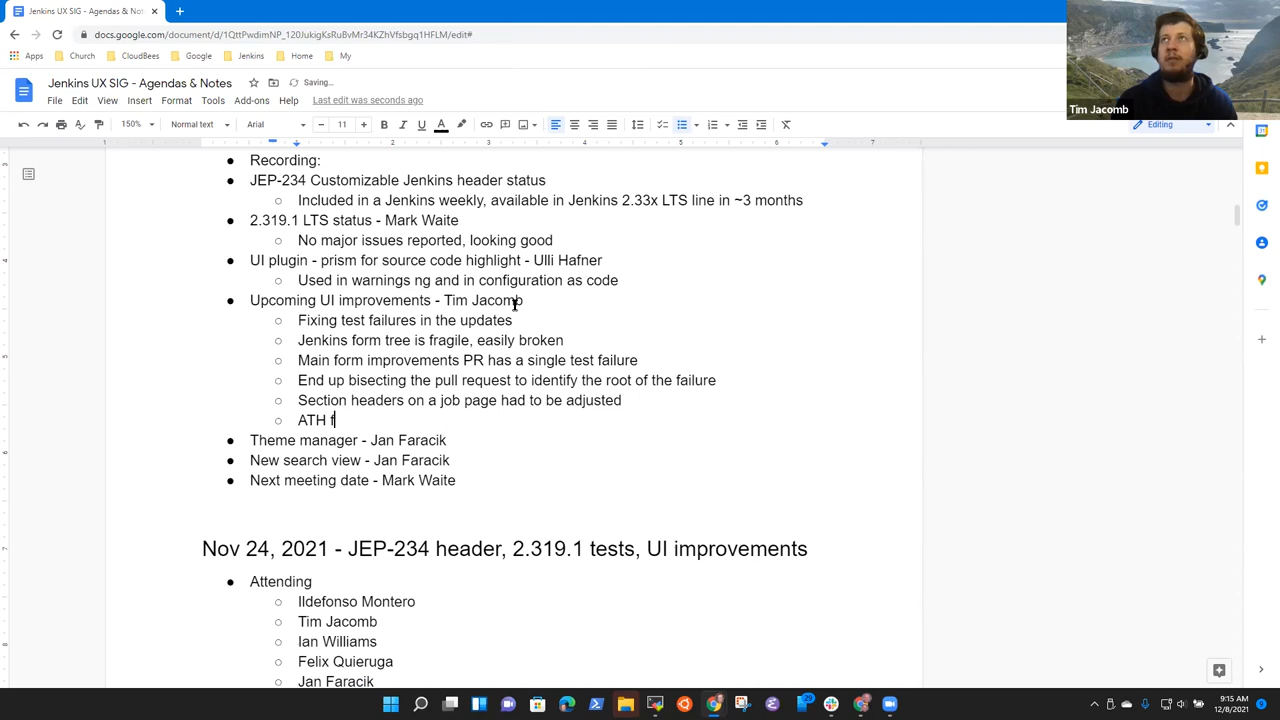 Jenkins UX SIG - Agendas & Not
docs.google.com/document/d/1QttPwdimNP_120JukigKsRuBvMr34KZhVfsbgq1HFLM/edit#
Apps Church CloudBees Google Jenkins Home My
Tim Jacomb
Jenkins UX SIG - Agendas & Notes Saving...
File Edit View Insert Format Tools Add-ons Help Last edit was seconds ago
150% Normal text Arial 11 B I U A Editing
1 2 3 4 5 6 7
Recording:
JEP-234 Customizable Jenkins header status
Included in a Jenkins weekly, available in Jenkins 2.33x LTS line in ~3 months
2.319.1 LTS status - Mark Waite
No major issues reported, looking good
UI plugin - prism for source code highlight - Ulli Hafner
Used in warnings ng and in configuration as code
Upcoming UI improvements - Tim Jacomb
Fixing test failures in the updates
Jenkins form tree is fragile, easily broken
Main form improvements PR has a single test failure
End up bisecting the pull request to identify the root of the failure
Section headers on a job page had to be adjusted
ATH f
Theme manager - Jan Faracik
New search view - Jan Faracik
Next meeting date - Mark Waite
Nov 24, 2021 - JEP-234 header, 2.319.1 tests, UI improvements
Attending
Ildefonso Montero
Tim Jacomb
Ian Williams
Felix Quieruga
Jan Faracik
9:15 AM
12/8/2021